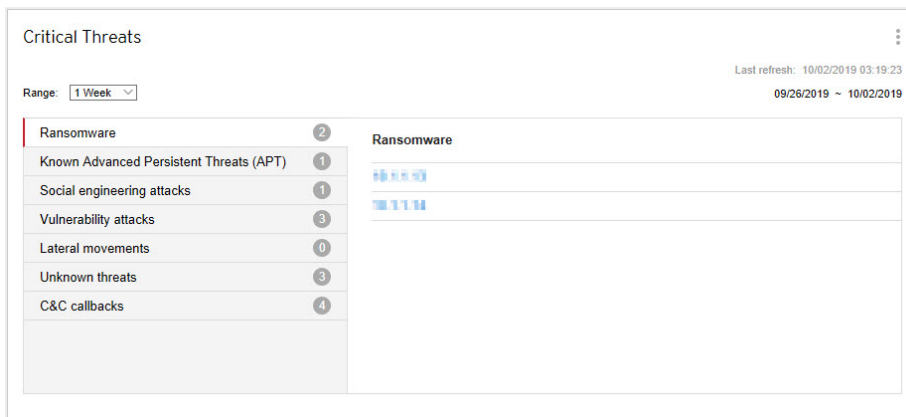 Critical Threats
Last refresh: 10/02/2019 03:19:23
Range: 1 Week
09/26/2019 ~ 10/02/2019
Ransomware 2
Known Advanced Persistent Threats (APT) 1
Social engineering attacks 1
Vulnerability attacks 3
Lateral movements 0
Unknown threats 3
C&C callbacks 4
Ransomware